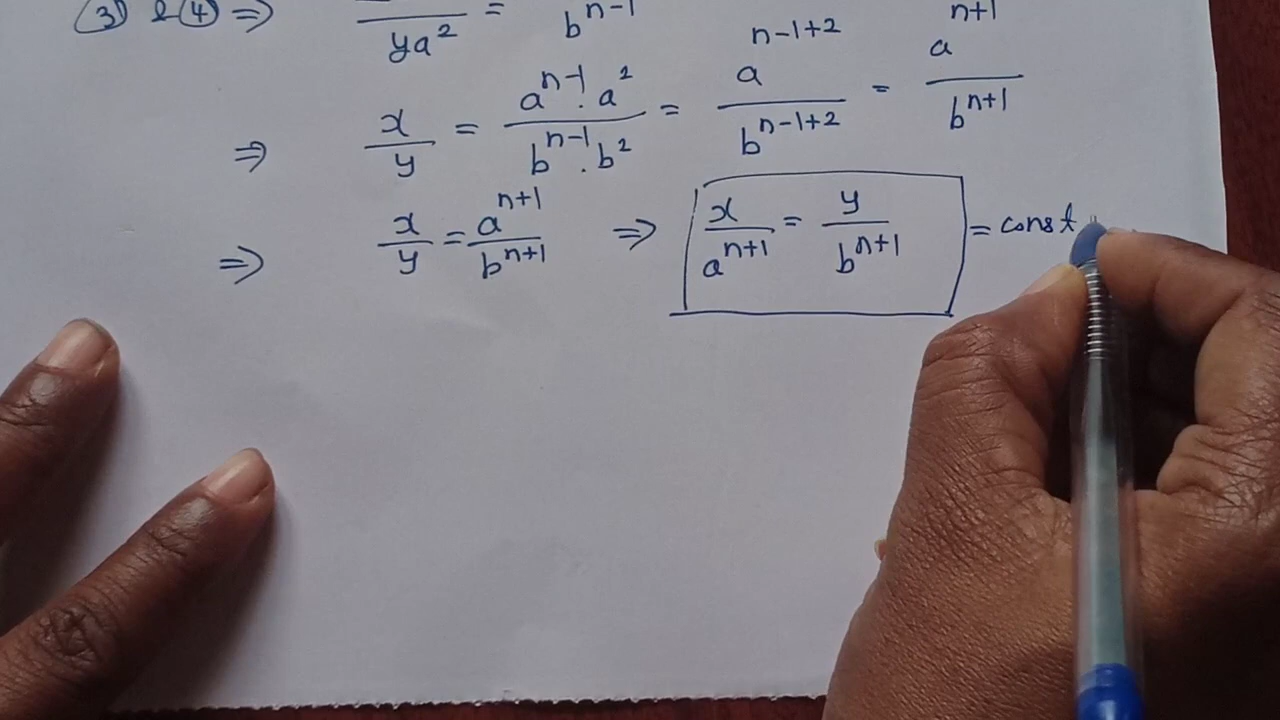 (3) & (4) ⇒ ──/ya² = /b^{n-1}
⇒ x/y = a^{n-1}.a²/b^{n-1}.b² = a^{n-1+2}/b^{n-1+2} = a^{n+1}/b^{n+1}
⇒ x/y = a^{n+1}/b^{n+1} ⇒ x/a^{n+1} = y/b^{n+1} = const